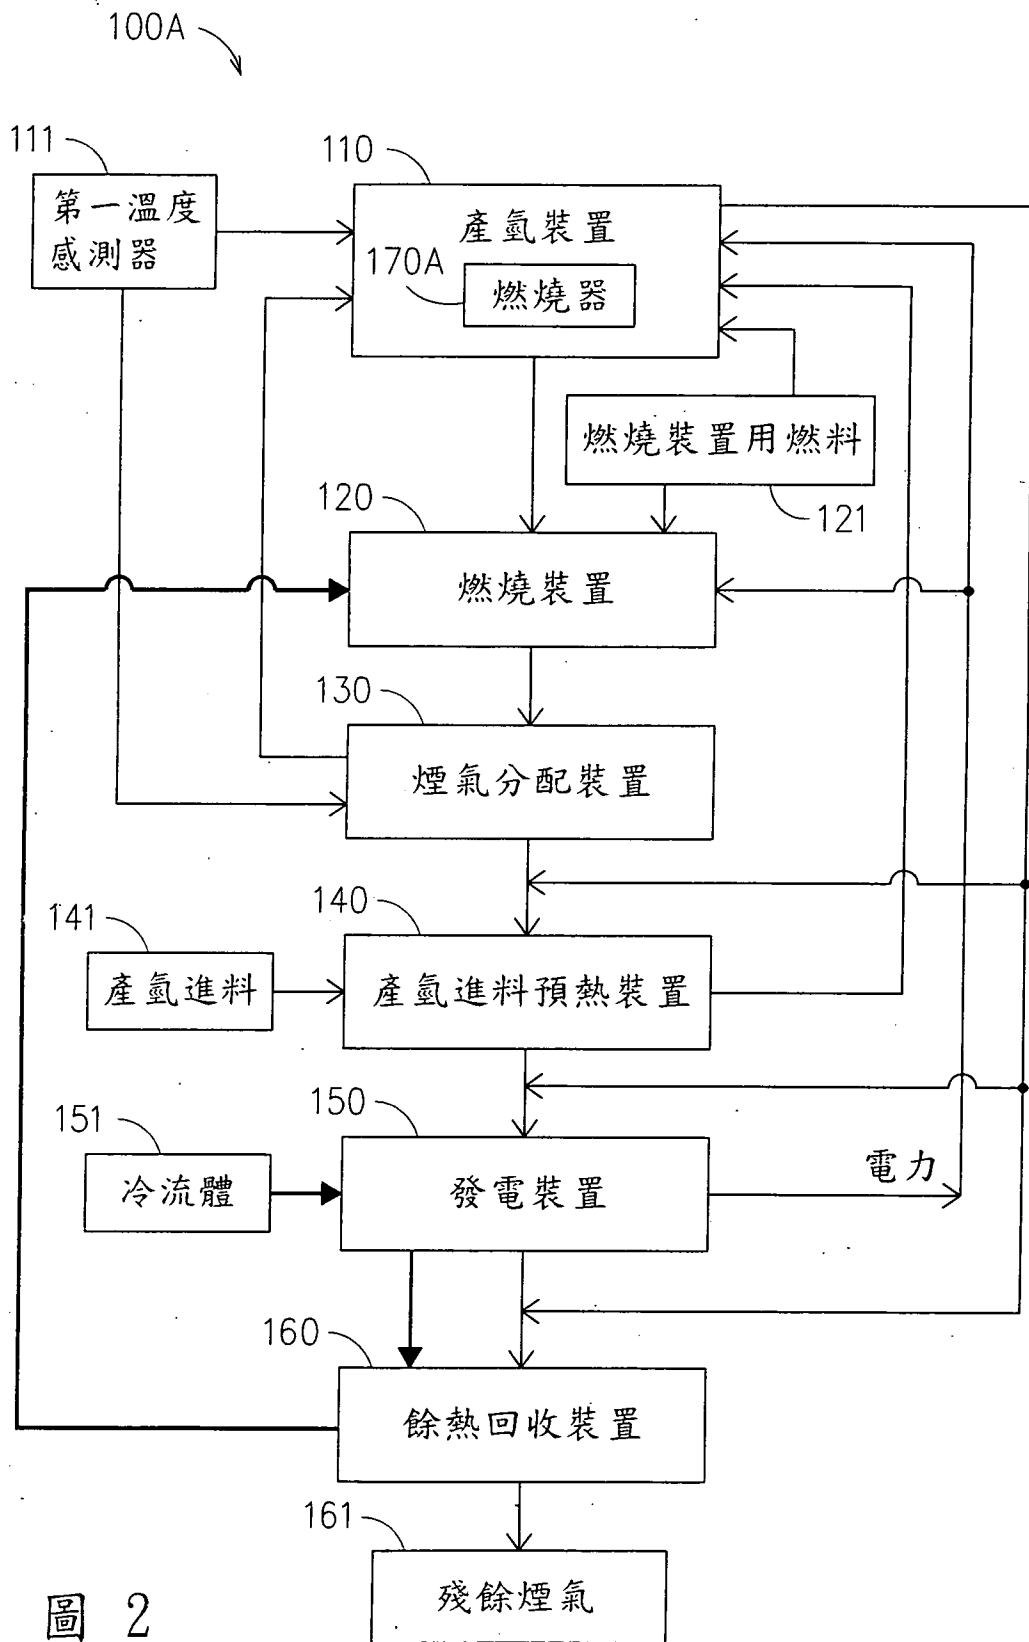 100A
111
第一溫度
感測器
110
產氫裝置
170A
燃燒器
燃燒裝置用燃料
121
120
燃燒裝置
130
煙氣分配裝置
141
產氫進料
140
產氫進料預熱裝置
151
冷流體
150
發電裝置
電力
160
餘熱回收裝置
161
殘餘煙氣
圖 2